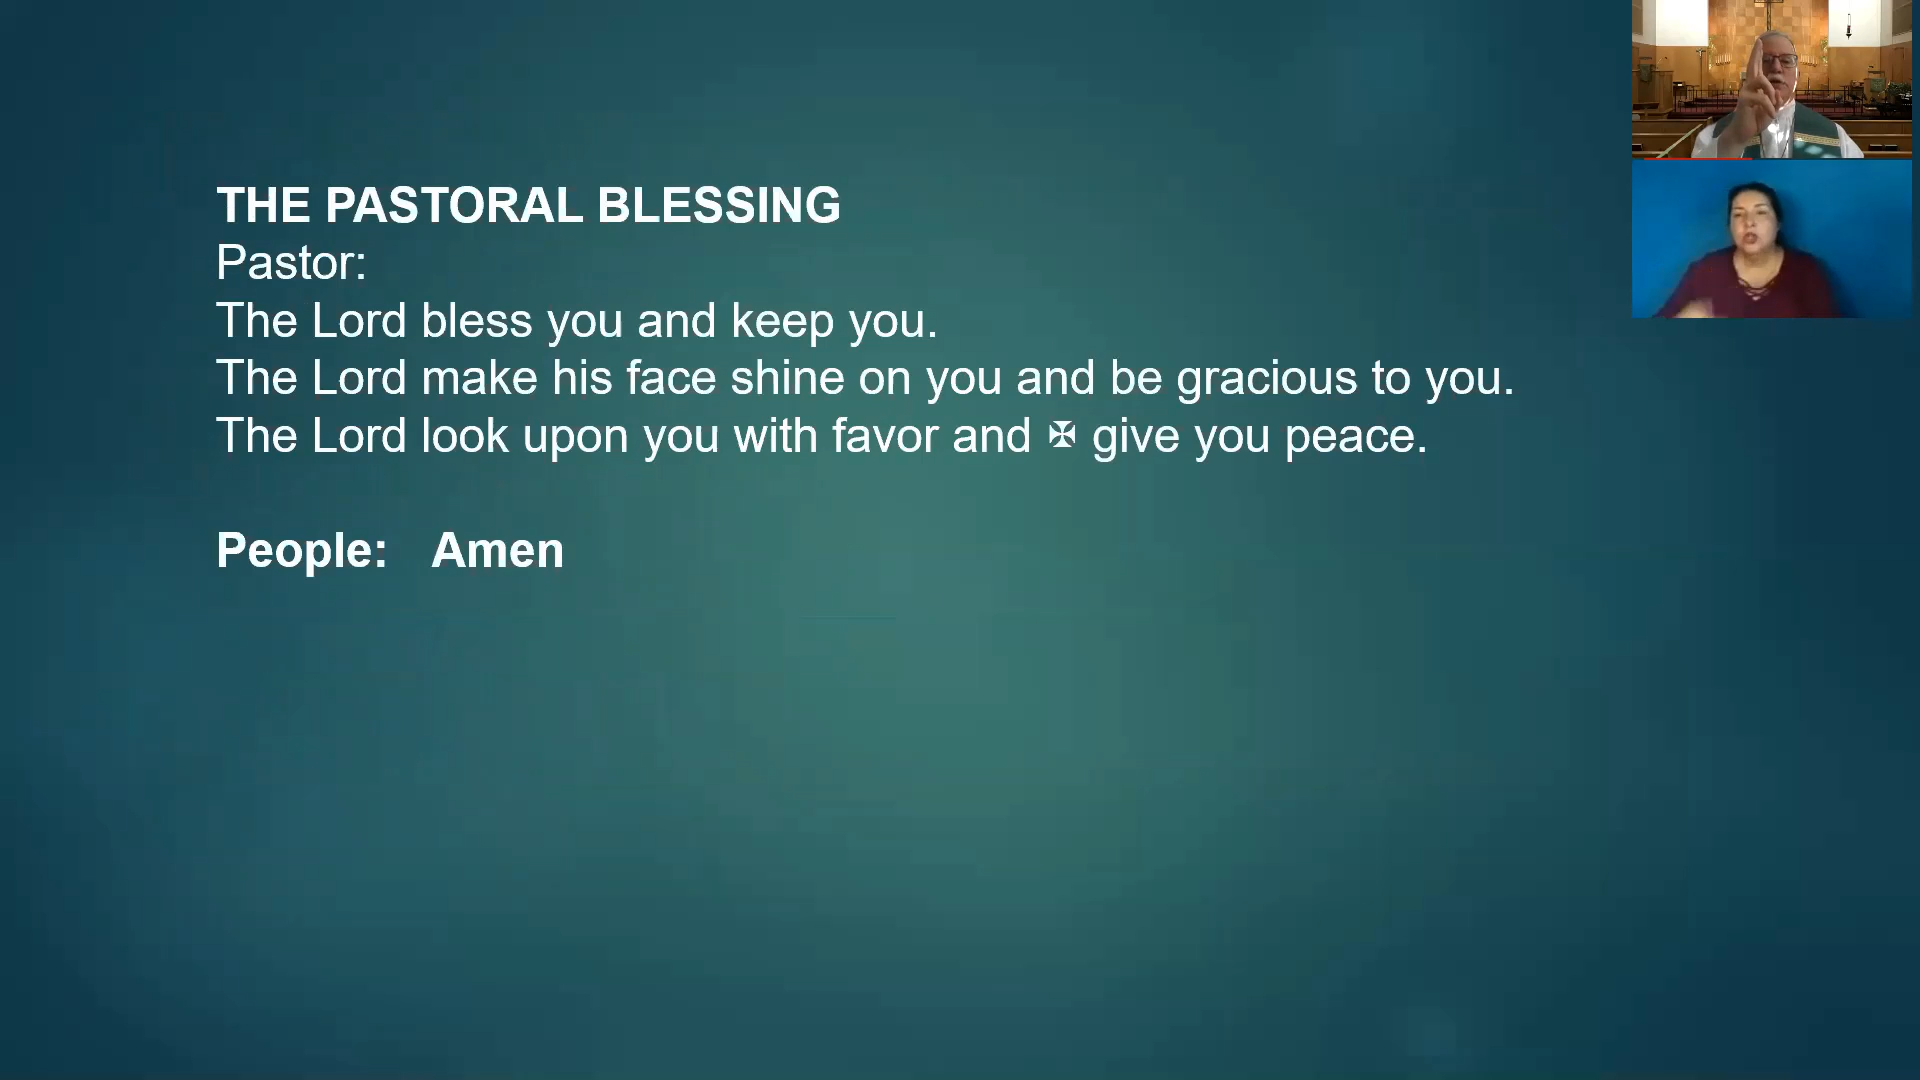 THE PASTORAL BLESSING
Pastor:
The Lord bless you and keep you.
The Lord make his face shine on you and be gracious to you.
The Lord look upon you with favor and ✠ give you peace.
People: Amen